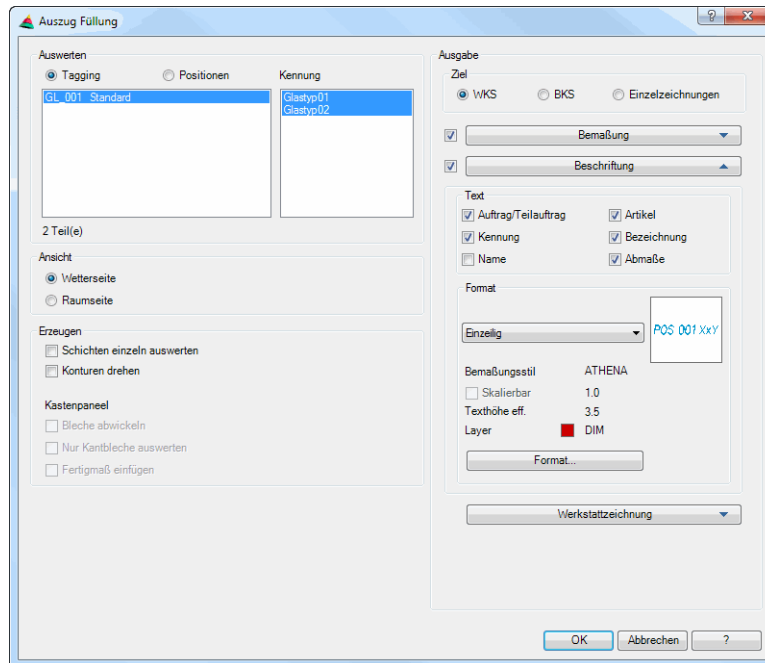 Auszug Füllung
?
X
Auswerten
Tagging
Positionen
Kennung
GL_001 Standard
Glastyp01
Glastyp02
2 Teil(e)
Ansicht
Wetterseite
Raumseite
Erzeugen
Schichten einzeln auswerten
Konturen drehen
Kastenpaneel
Bleche abwickeln
Nur Kantbleche auswerten
Fertigmaß einfügen
Ausgabe
Ziel
WKS
BKS
Einzelzeichnungen
Bemaßung
Beschriftung
Text
Auftrag/Teilauftrag
Artikel
Kennung
Bezeichnung
Name
Abmaße
Format
Einzeilig
POS 001 XxY
Bemaßungsstil ATHENA
Skalierbar 1.0
Texthöhe eff. 3.5
Layer DIM
Format...
Werkstattzeichnung
OK
Abbrechen
?